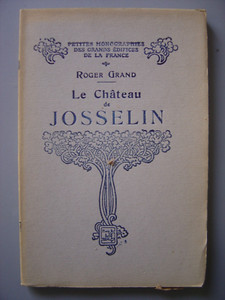 PETITES MONOGRAPHIES
DES GRANDS ÉDIFICES
DE LA FRANCE
ROGER GRAND
Le Château
de
JOSSELIN